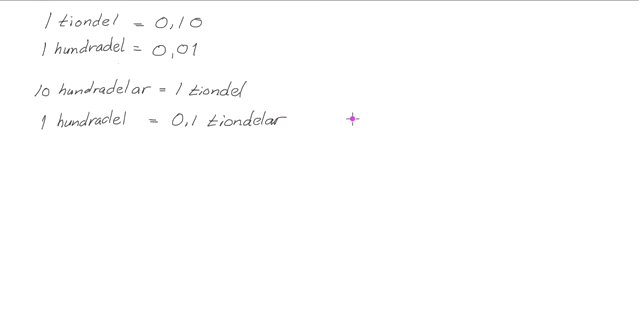 1 tiondel = 0,10
1 hundradel = 0,01
10 hundradelar = 1 tiondel
1 hundradel = 0,1 tiondelar